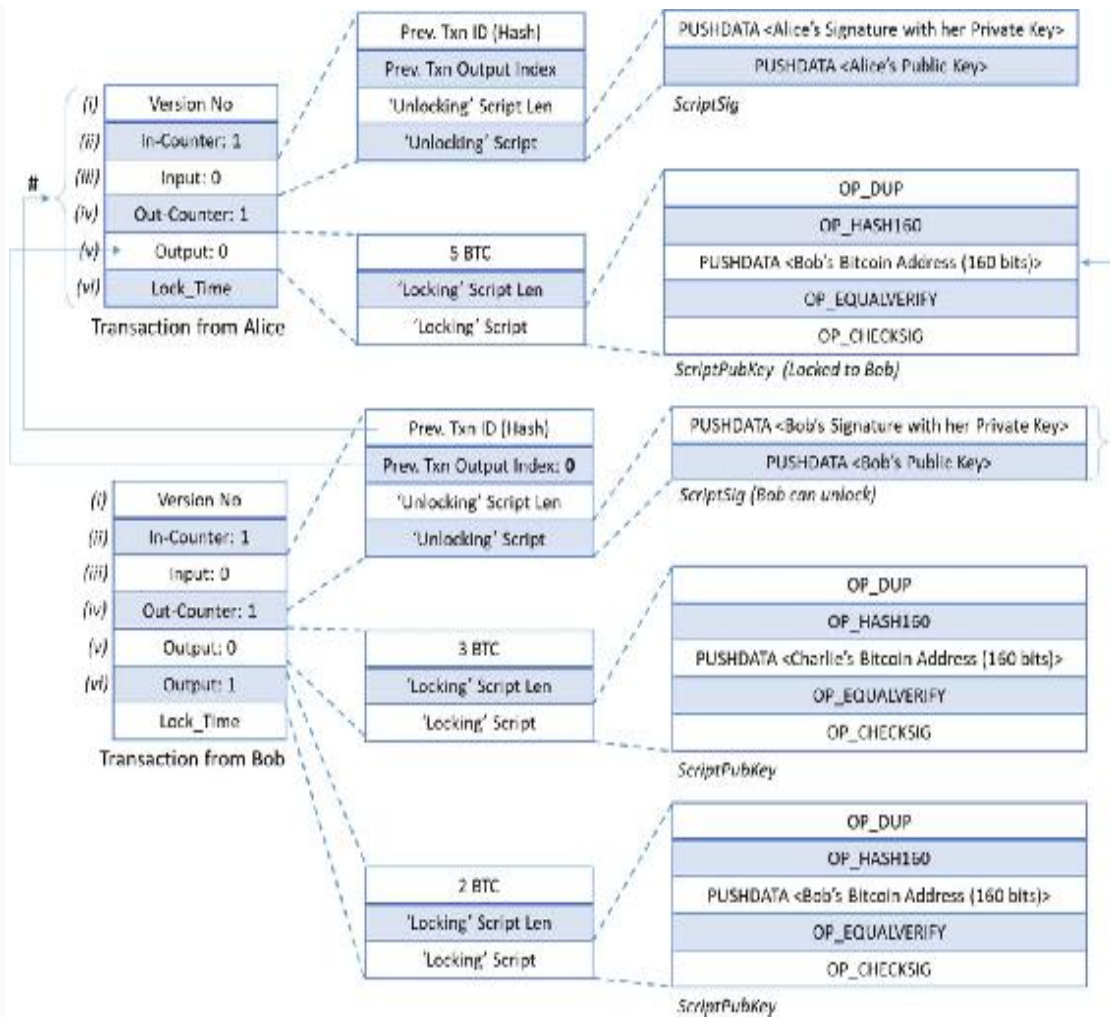 Prev. Txn ID (Hash)
Prev. Txn Output Index
'Unlocking' Script Len
'Unlocking' Script
PUSHDATA <Alice's Signature with her Private Key>
PUSHDATA <Alice's Public Key>
ScriptSig
#
(i) Version No
(ii) In-Counter: 1
(iii) Input: 0
(iv) Out-Counter: 1
(v) Output: 0
(vi) Lock_Time
Transaction from Alice
5 BTC
'Locking' Script Len
'Locking' Script
OP_DUP
OP_HASH160
PUSHDATA <Bob's Bitcoin Address (160 bits)>
OP_EQUALVERIFY
OP_CHECKSIG
ScriptPubKey (Locked to Bob)
Prev. Txn ID (Hash)
Prev. Txn Output Index: 0
'Unlocking' Script Len
'Unlocking' Script
PUSHDATA <Bob's Signature with her Private Key>
PUSHDATA <Bob's Public Key>
ScriptSig (Bob can unlock)
(i) Version No
(ii) In-Counter: 1
(iii) Input: 0
(iv) Out-Counter: 1
(v) Output: 0
(vi) Output: 1
Lock_Time
Transaction from Bob
3 BTC
'Locking' Script Len
'Locking' Script
OP_DUP
OP_HASH160
PUSHDATA <Charlie's Bitcoin Address (160 bits)>
OP_EQUALVERIFY
OP_CHECKSIG
ScriptPubKey
2 BTC
'Locking' Script Len
'Locking' Script
OP_DUP
OP_HASH160
PUSHDATA <Bob's Bitcoin Address (160 bits)>
OP_EQUALVERIFY
OP_CHECKSIG
ScriptPubKey